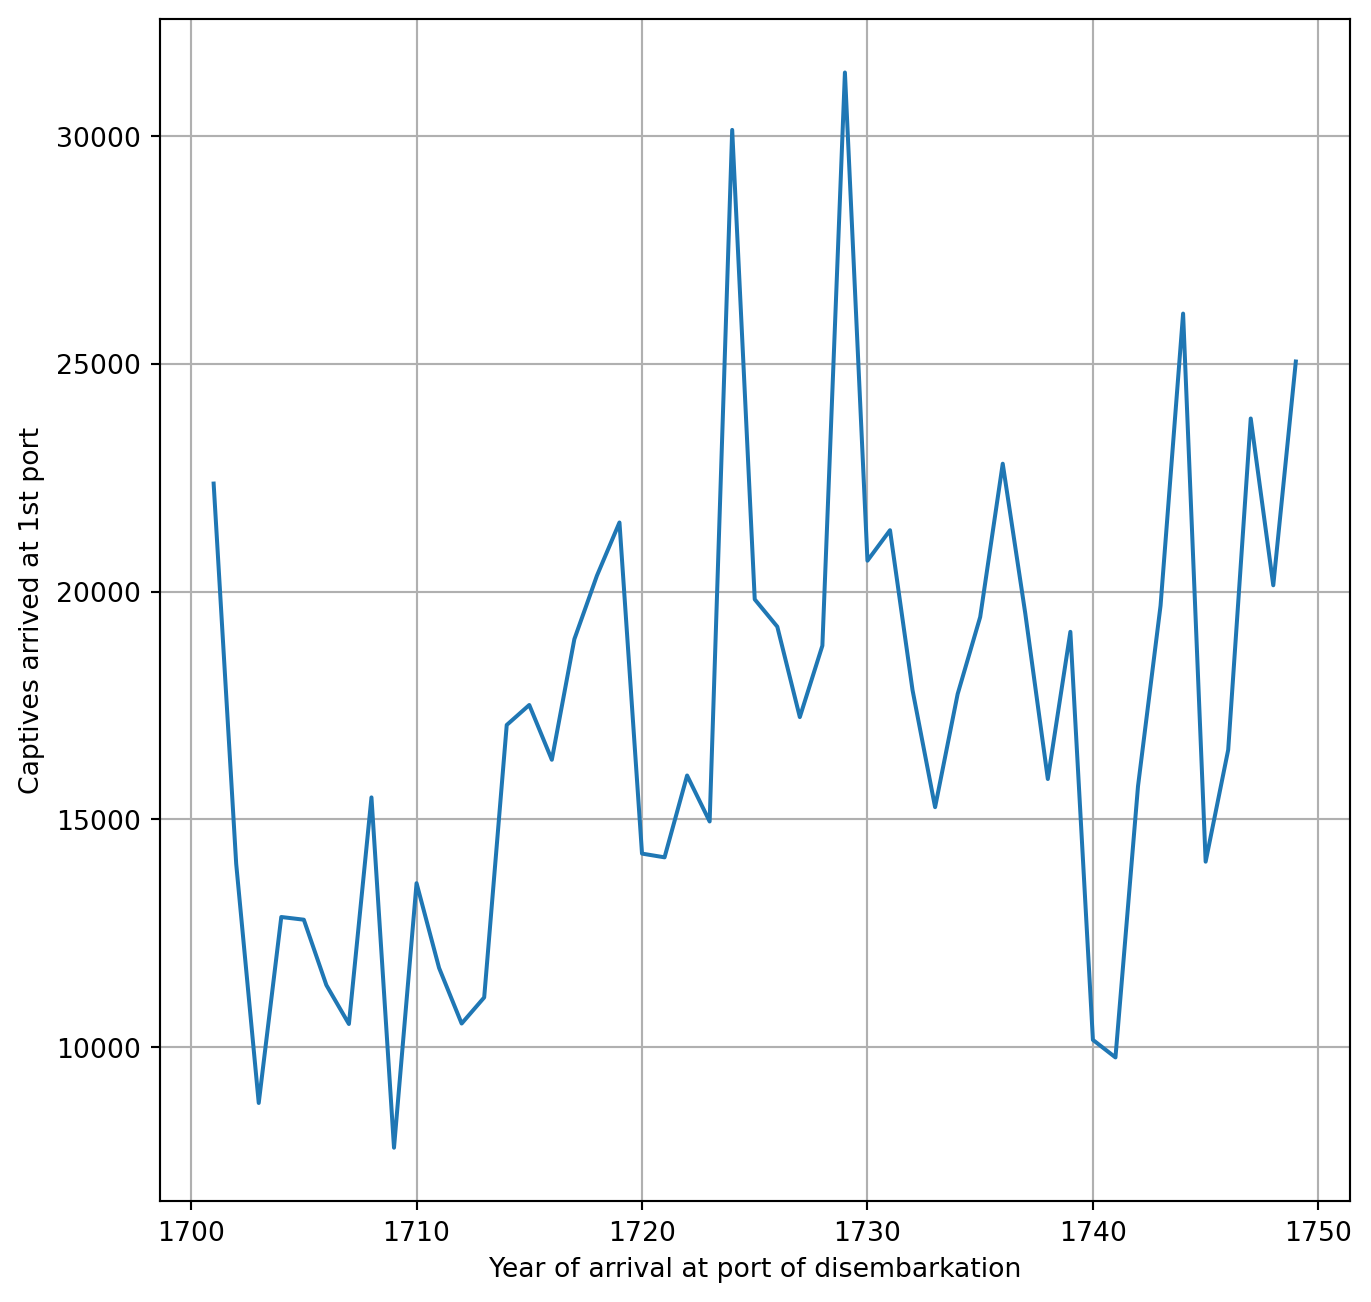 30000
25000
20000
15000
10000
Captives arrived at 1st port
1700 1710 1720 1730 1740 1750
Year of arrival at port of disembarkation